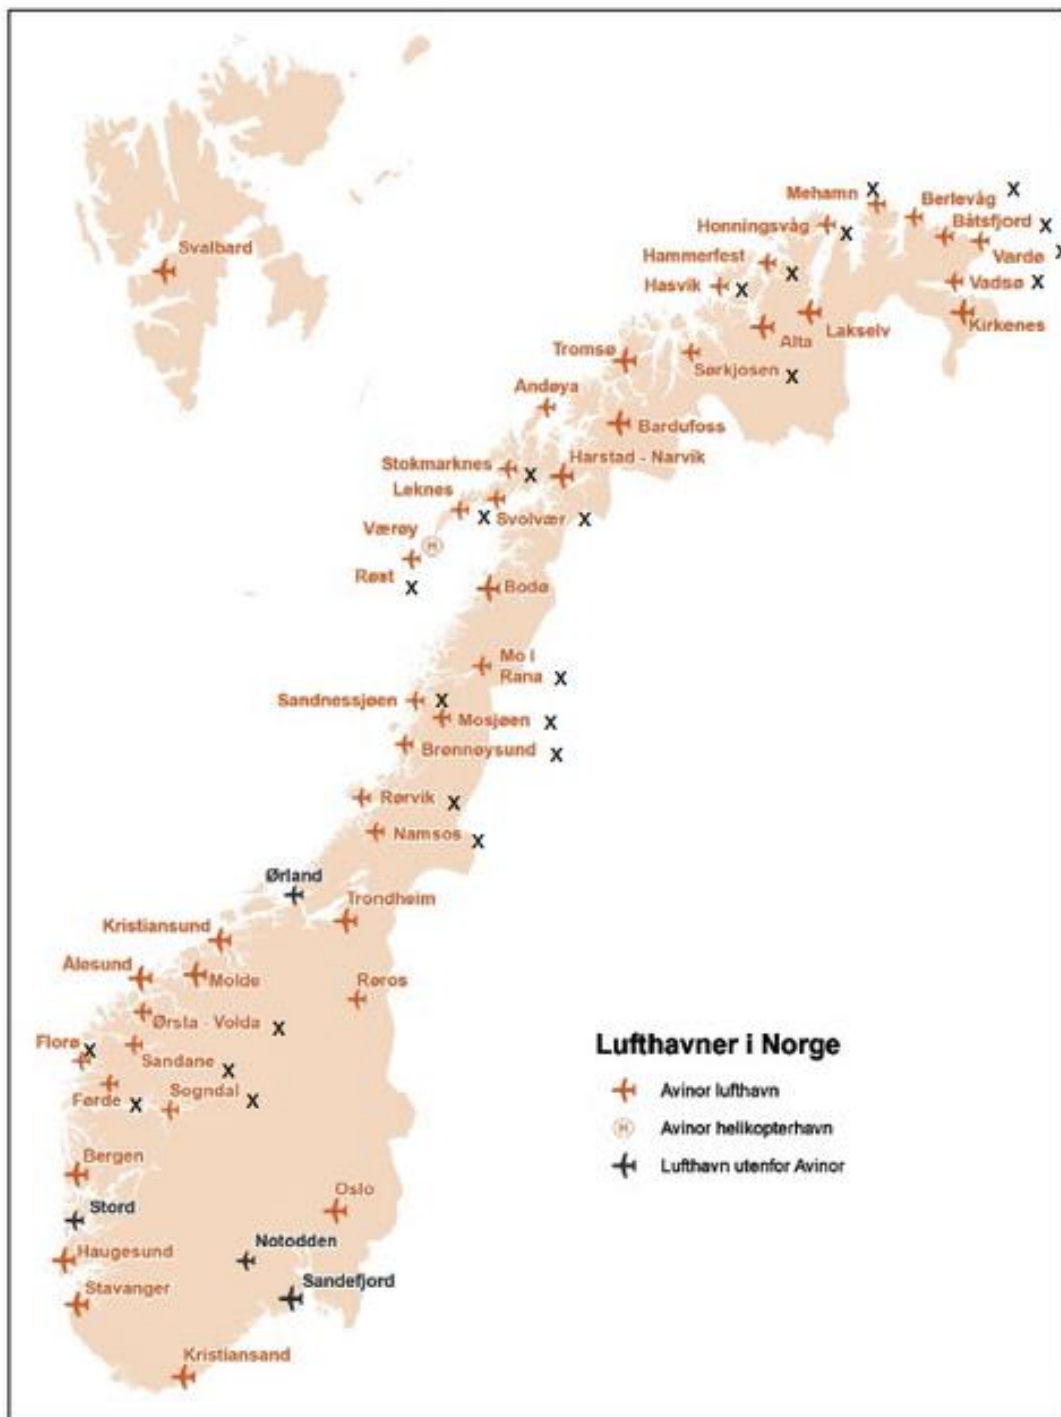 Svalbard
Mehamn X
Berlevåg X
Honningsvåg X
Båtsfjord X
Vardø X
Hammerfest X
Hasvik X
Vadsø X
Kirkenes
Lakselv
Alta
Tromsø
Sørkjosen X
Andøya
Bardufoss
Stokmarknes X
Harstad - Narvik
Leknes X
Svolvær X
Værøy
H
Røst X
Bodø
Mo I
Rana X
Sandnessjøen X
Mosjøen X
Brønnøysund X
Rørvik X
Namsos X
Ørland
Trondheim
Kristiansund
Ålesund
Molde
Røros
Ørsta - Volda X
Florø X
Sandane X
Førde X
Sogndal X
Bergen
Stord
Oslo
Haugesund
Notodden
Stavanger
Sandefjord
Kristiansand
Lufthavner i Norge
Avinor lufthavn
H Avinor helikopterhavn
Lufthavn utenfor Avinor